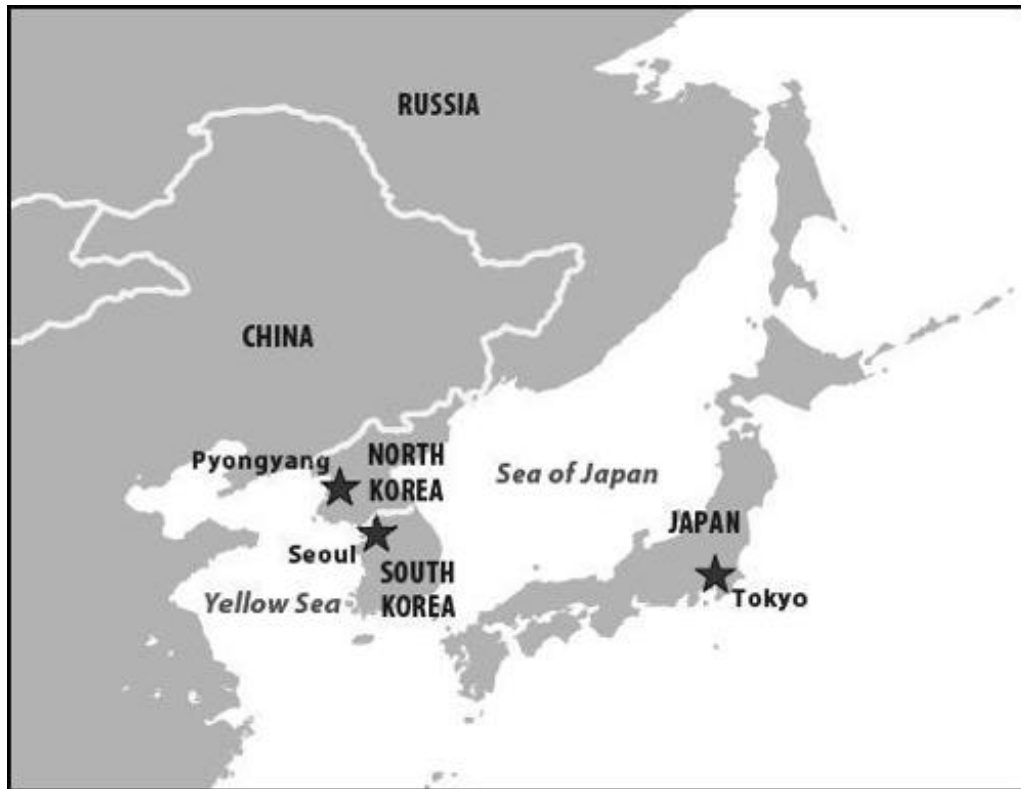 RUSSIA
CHINA
Pyongyang
NORTH
KOREA
Sea of Japan
JAPAN
Seoul
SOUTH
KOREA
Yellow Sea
Tokyo